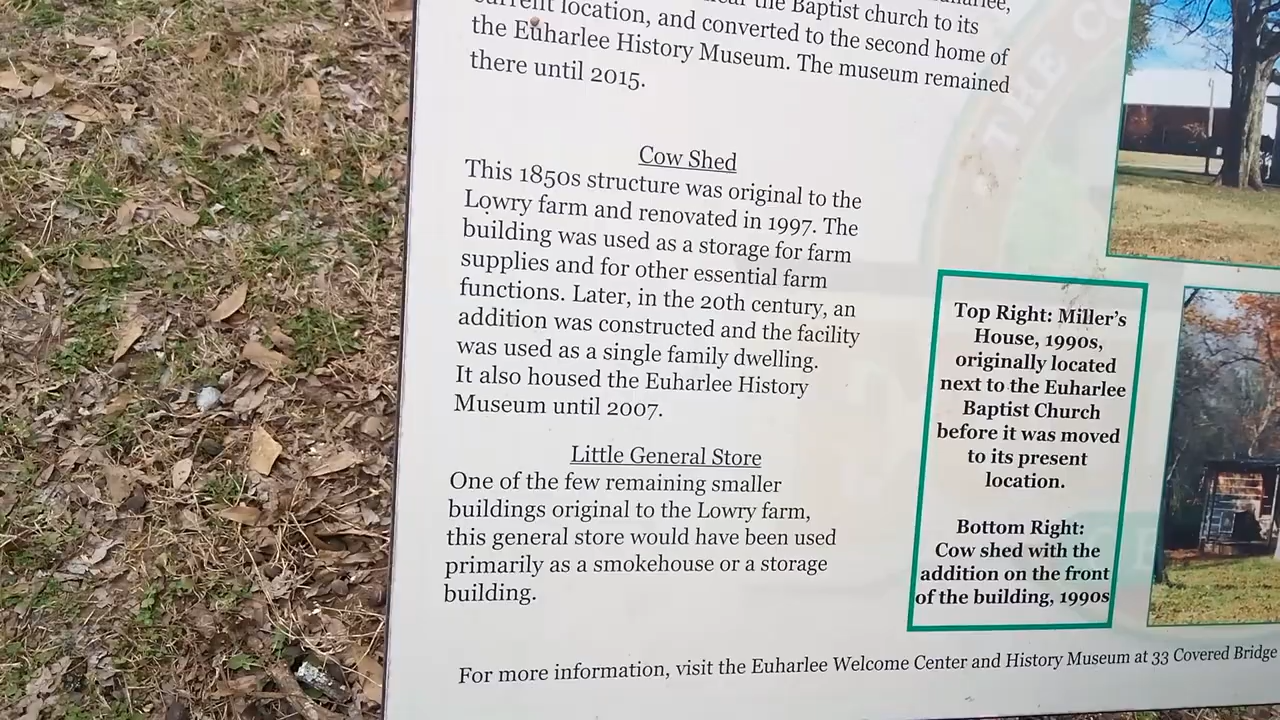 the Baptist church to its
current location, and converted to the second home of
the Euharlee History Museum. The museum remained
there until 2015.
Cow Shed
This 1850s structure was original to the
Lowry farm and renovated in 1997. The
building was used as a storage for farm
supplies and for other essential farm
functions. Later, in the 20th century, an
addition was constructed and the facility
was used as a single family dwelling.
It also housed the Euharlee History
Museum until 2007.
Little General Store
One of the few remaining smaller
buildings original to the Lowry farm,
this general store would have been used
primarily as a smokehouse or a storage
building.
Top Right: Miller's
House, 1990s,
originally located
next to the Euharlee
Baptist Church
before it was moved
to its present
location.
Bottom Right:
Cow shed with the
addition on the front
of the building, 1990s
For more information, visit the Euharlee Welcome Center and History Museum at 33 Covered Bridge
THE